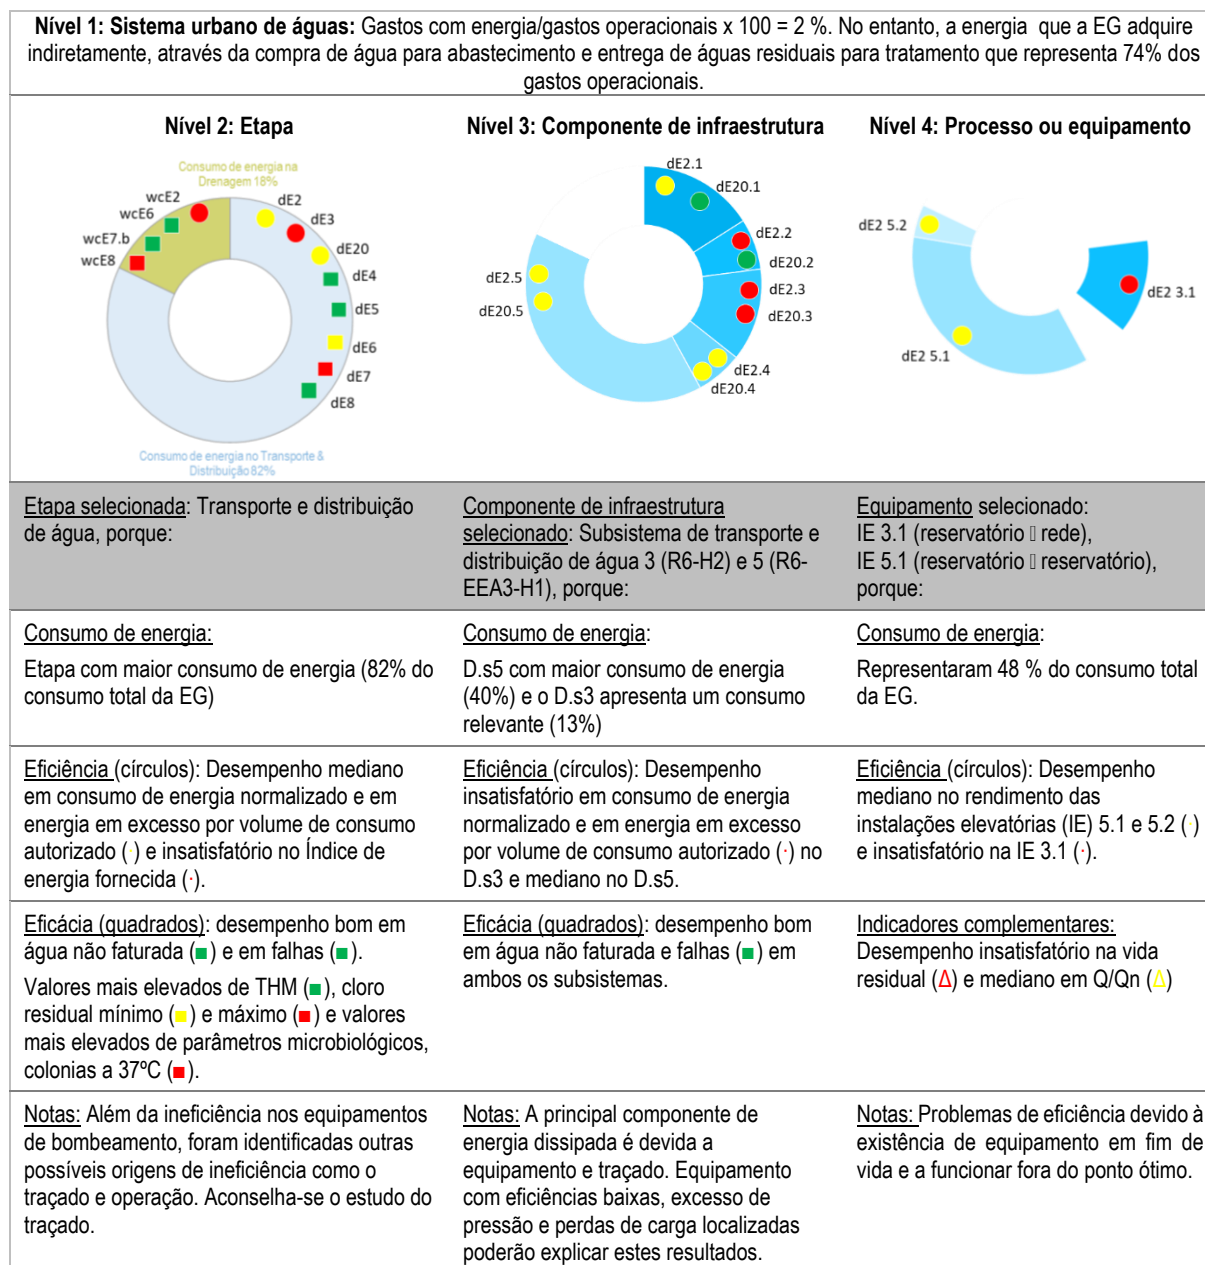 Nível 1: Sistema urbano de águas: Gastos com energia/gastos operacionais x 100 = 2 %. No entanto, a energia que a EG adquire
indiretamente, através da compra de água para abastecimento e entrega de águas residuais para tratamento que representa 74% dos
gastos operacionais.
Nível 2: Etapa
Consumo de energia na
Drenagem 18%
wcE2
wcE6
wcE7.b
wcE8
dE2
dE3
dE20
dE4
dE5
dE6
dE7
dE8
Consumo de energia no Transporte &
Distribuição 82%
Nível 3: Componente de infraestrutura
dE2.1
dE20.1
dE2.2
dE20.2
dE2.3
dE20.3
dE2.4
dE20.4
dE2.5
dE20.5
Nível 4: Processo ou equipamento
dE2 5.2
dE2 3.1
dE2 5.1
Etapa selecionada: Transporte e distribuição
de água, porque:
Componente de infraestrutura
selecionado: Subsistema de transporte e
distribuição de água 3 (R6-H2) e 5 (R6-
EEA3-H1), porque:
Equipamento selecionado:
IE 3.1 (reservatório ▯ rede),
IE 5.1 (reservatório ▯ reservatório),
porque:
Consumo de energia:
Etapa com maior consumo de energia (82% do
consumo total da EG)
Consumo de energia:
D.s5 com maior consumo de energia
(40%) e o D.s3 apresenta um consumo
relevante (13%)
Consumo de energia:
Representaram 48 % do consumo total
da EG.
Eficiência (círculos): Desempenho mediano
em consumo de energia normalizado e em
energia em excesso por volume de consumo
autorizado (·) e insatisfatório no Índice de
energia fornecida (·).
Eficiência (círculos): Desempenho
insatisfatório em consumo de energia
normalizado e em energia em excesso
por volume de consumo autorizado (·) no
D.s3 e mediano no D.s5.
Eficiência (círculos): Desempenho
mediano no rendimento das
instalações elevatórias (IE) 5.1 e 5.2 (·)
e insatisfatório na IE 3.1 (·).
Eficácia (quadrados): desempenho bom em
água não faturada (■) e em falhas (■).
Valores mais elevados de THM (■), cloro
residual mínimo (■) e máximo (■) e valores
mais elevados de parâmetros microbiológicos,
colonias a 37ºC (■).
Eficácia (quadrados): desempenho bom
em água não faturada e falhas (■) em
ambos os subsistemas.
Indicadores complementares:
Desempenho insatisfatório na vida
residual (Δ) e mediano em Q/Qn (Δ)
Notas: Além da ineficiência nos equipamentos
de bombeamento, foram identificadas outras
possíveis origens de ineficiência como o
traçado e operação. Aconselha-se o estudo do
traçado.
Notas: A principal componente de
energia dissipada é devida a
equipamento e traçado. Equipamento
com eficiências baixas, excesso de
pressão e perdas de carga localizadas
poderão explicar estes resultados.
Notas: Problemas de eficiência devido à
existência de equipamento em fim de
vida e a funcionar fora do ponto ótimo.